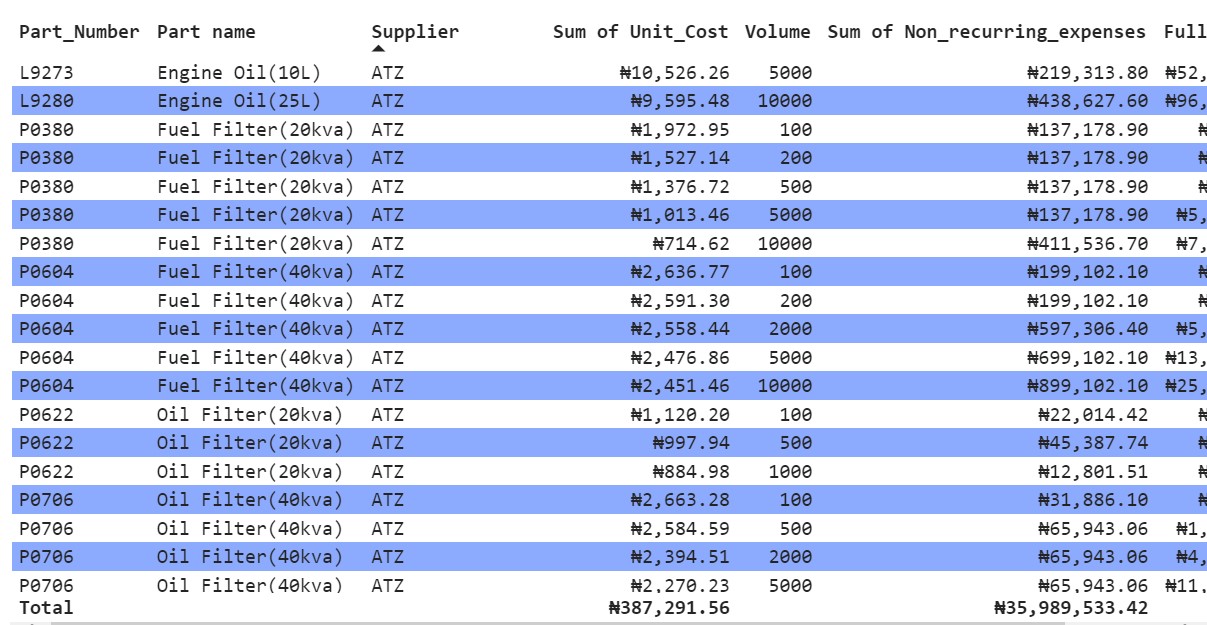 Part_Number Part name Supplier Sum of Unit_Cost Volume Sum of Non_recurring_expenses Full
L9273 Engine Oil(10L) ATZ ₦10,526.26 5000 ₦219,313.80 ₦52,
L9280 Engine Oil(25L) ATZ ₦9,595.48 10000 ₦438,627.60 ₦96,
P0380 Fuel Filter(20kva) ATZ ₦1,972.95 100 ₦137,178.90 ₦
P0380 Fuel Filter(20kva) ATZ ₦1,527.14 200 ₦137,178.90 ₦
P0380 Fuel Filter(20kva) ATZ ₦1,376.72 500 ₦137,178.90 ₦
P0380 Fuel Filter(20kva) ATZ ₦1,013.46 5000 ₦137,178.90 ₦5,
P0380 Fuel Filter(20kva) ATZ ₦714.62 10000 ₦411,536.70 ₦7,
P0604 Fuel Filter(40kva) ATZ ₦2,636.77 100 ₦199,102.10 ₦
P0604 Fuel Filter(40kva) ATZ ₦2,591.30 200 ₦199,102.10 ₦
P0604 Fuel Filter(40kva) ATZ ₦2,558.44 2000 ₦597,306.40 ₦5,
P0604 Fuel Filter(40kva) ATZ ₦2,476.86 5000 ₦699,102.10 ₦13,
P0604 Fuel Filter(40kva) ATZ ₦2,451.46 10000 ₦899,102.10 ₦25,
P0622 Oil Filter(20kva) ATZ ₦1,120.20 100 ₦22,014.42 ₦
P0622 Oil Filter(20kva) ATZ ₦997.94 500 ₦45,387.74 ₦
P0622 Oil Filter(20kva) ATZ ₦884.98 1000 ₦12,801.51 ₦
P0706 Oil Filter(40kva) ATZ ₦2,663.28 100 ₦31,886.10 ₦
P0706 Oil Filter(40kva) ATZ ₦2,584.59 500 ₦65,943.06 ₦1,
P0706 Oil Filter(40kva) ATZ ₦2,394.51 2000 ₦65,943.06 ₦4,
P0706 Oil Filter(40kva) ATZ ₦2,270.23 5000 ₦65,943.06 ₦11,
Total ₦387,291.56 ₦35,989,533.42